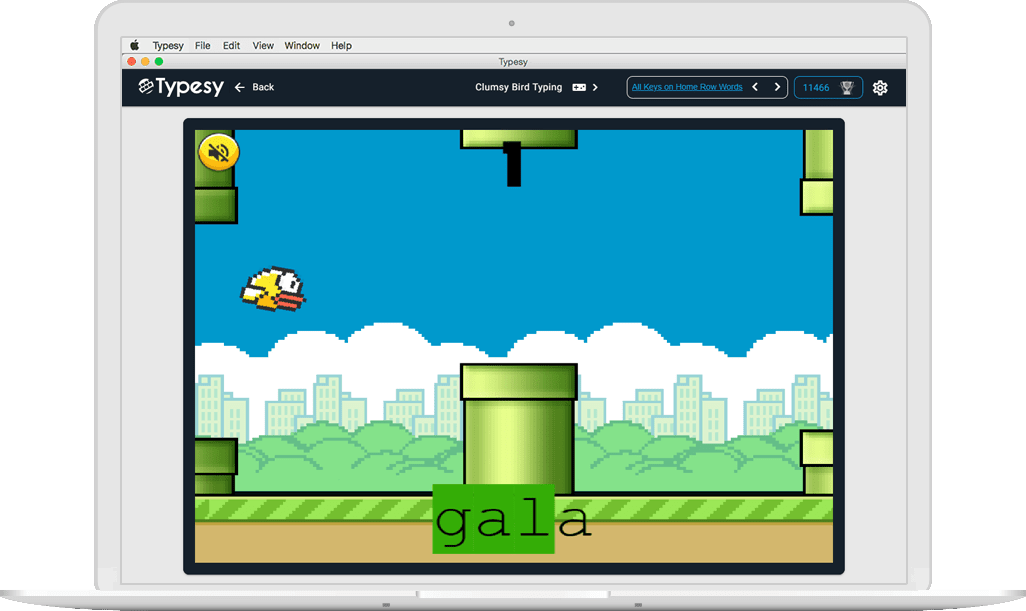 Typesy File Edit View Window Help
Typesy
Typesy Back Clumsy Bird Typing All Keys on Home Row Words 11466
1
gala